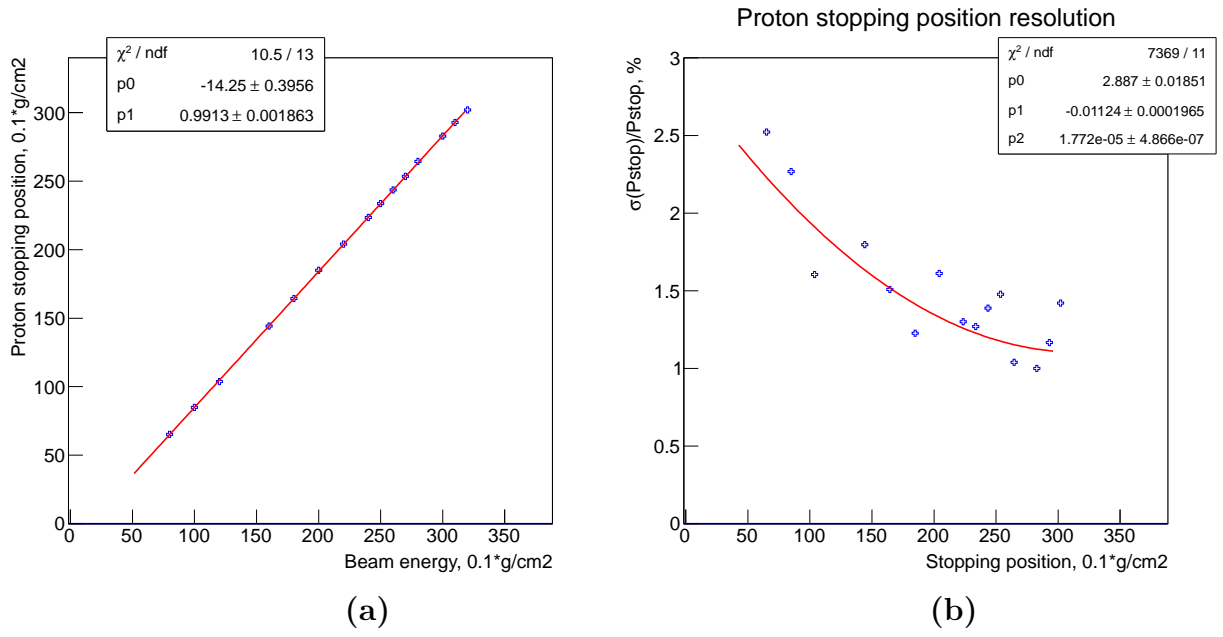 χ² / ndf 10.5 / 13
p0 -14.25 ± 0.3956
p1 0.9913 ± 0.001863
Proton stopping position, 0.1*g/cm2
300
250
200
150
100
50
0
0 50 100 150 200 250 300 350
Beam energy, 0.1*g/cm2
(a)
Proton stopping position resolution
χ² / ndf 7369 / 11
p0 2.887 ± 0.01851
p1 -0.01124 ± 0.0001965
p2 1.772e-05 ± 4.866e-07
σ(Pstop)/Pstop, %
3
2.5
2
1.5
1
0.5
0
0 50 100 150 200 250 300 350
Stopping position, 0.1*g/cm2
(b)